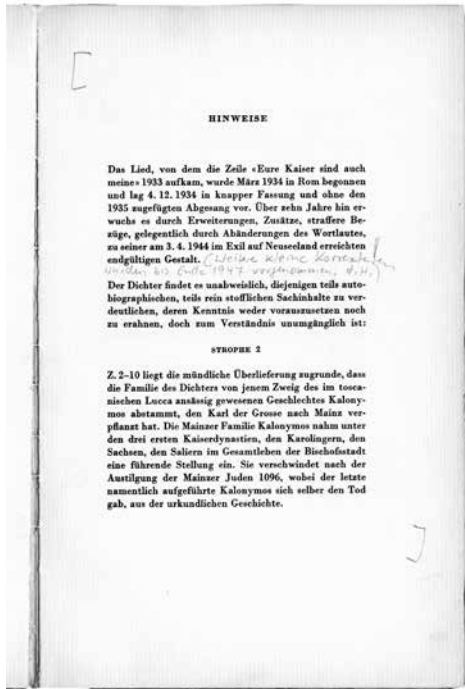 HINWEISE
Das Lied, von dem die Zeile «Eure Kaiser sind auch
meine» 1933 aufkam, wurde März 1934 in Rom begonnen
und lag 4. 12. 1934 in knapper Fassung und ohne den
1935 zugefügten Abgesang vor. Über zehn Jahre hin er-
wuchs es durch Erweiterungen, Zusätze, straffere Be-
züge, gelegentlich durch Abänderungen des Wortlautes,
zu seiner am 3. 4. 1944 im Exil auf Neuseeland erreichten
endgültigen Gestalt. (Weitere kleine Korrekturen
wurden bis Ende 1947 vorgenommen, d. H.)
Der Dichter findet es unabweislich, diejenigen teils auto-
biographischen, teils rein stofflichen Sachinhalte zu ver-
deutlichen, deren Kenntnis weder vorauszusetzen noch
zu erahnen, doch zum Verständnis unumgänglich ist:
STROPHE 2
Z. 2–10 liegt die mündliche Überlieferung zugrunde, dass
die Familie des Dichters von jenem Zweig des im tosca-
nischen Lucca ansässig gewesenen Geschlechtes Kalony-
mos abstammt, den Karl der Grosse nach Mainz ver-
pflanzt hat. Die Mainzer Familie Kalonymos nahm unter
den drei ersten Kaiserdynastien, den Karolingern, den
Sachsen, den Saliern im Gesamtleben der Bischofsstadt
eine führende Stellung ein. Sie verschwindet nach der
Austilgung der Mainzer Juden 1096, wobei der letzte
namentlich aufgeführte Kalonymos sich selber den Tod
gab, aus der urkundlichen Geschichte.